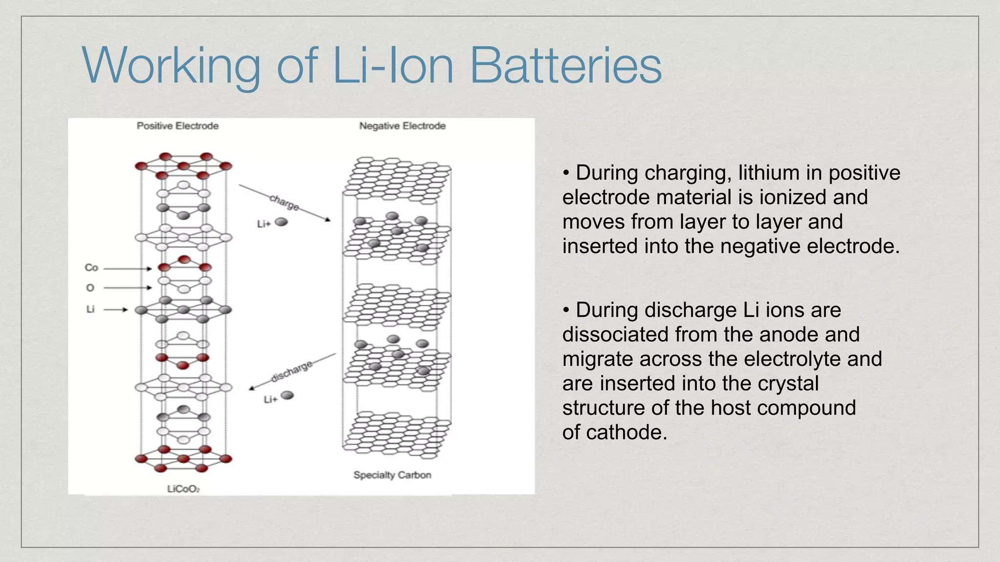 Working of Li-Ion Batteries
Positive Electrode
Negative Electrode
charge
Li+
Co
O
Li
discharge
Li+
Specialty Carbon
LiCoO₂
• During charging, lithium in positive
electrode material is ionized and
moves from layer to layer and
inserted into the negative electrode.
• During discharge Li ions are
dissociated from the anode and
migrate across the electrolyte and
are inserted into the crystal
structure of the host compound
of cathode.